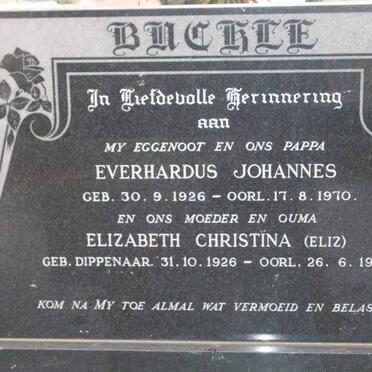 BUCHLE
In Liefdevolle Herinnering
aan
MY EGGENOOT EN ONS PAPPA
EVERHARDUS JOHANNES
GEB. 30. 9. 1926 – OORL. 17. 8. 1970.
EN ONS MOEDER EN OUMA
ELIZABETH CHRISTINA (ELIZ)
GEB. DIPPENAAR. 31. 10. 1926 – OORL. 26. 6. 19
KOM NA MY TOE ALMAL WAT VERMOEID EN BELAS